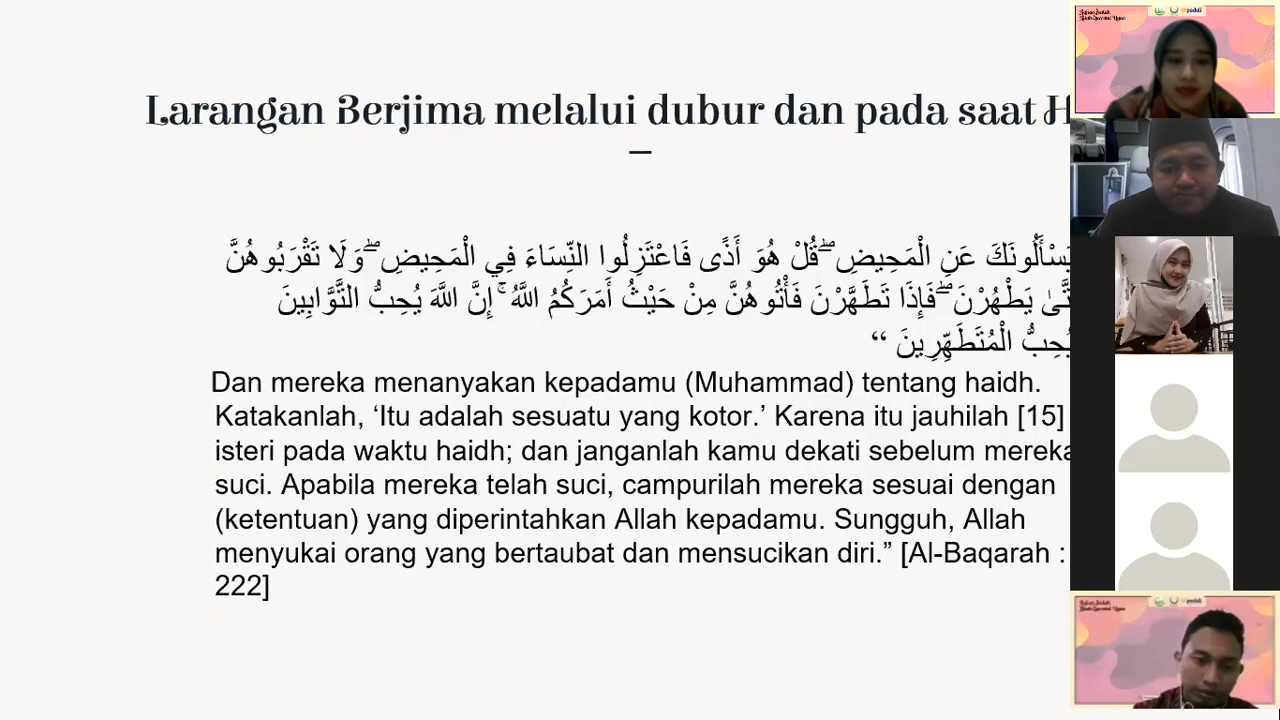 Larangan Berjima melalui dubur dan pada saat H
يَسْأَلُونَكَ عَنِ الْمَحِيضِ ۖ قُلْ هُوَ أَذًى فَاعْتَزِلُوا النِّسَاءَ فِي الْمَحِيضِ ۖ وَلَا تَقْرَبُوهُنَّ
تَّىٰ يَطْهُرْنَ ۖ فَإِذَا تَطَهَّرْنَ فَأْتُوهُنَّ مِنْ حَيْثُ أَمَرَكُمُ اللَّهُ ۚ إِنَّ اللَّهَ يُحِبُّ التَّوَّابِينَ
يُحِبُّ الْمُتَطَهِّرِينَ “
Dan mereka menanyakan kepadamu (Muhammad) tentang haidh.
Katakanlah, ‘Itu adalah sesuatu yang kotor.’ Karena itu jauhilah [15]
isteri pada waktu haidh; dan janganlah kamu dekati sebelum mereka
suci. Apabila mereka telah suci, campurilah mereka sesuai dengan
(ketentuan) yang diperintahkan Allah kepadamu. Sungguh, Allah
menyukai orang yang bertaubat dan mensucikan diri.” [Al-Baqarah :
222]